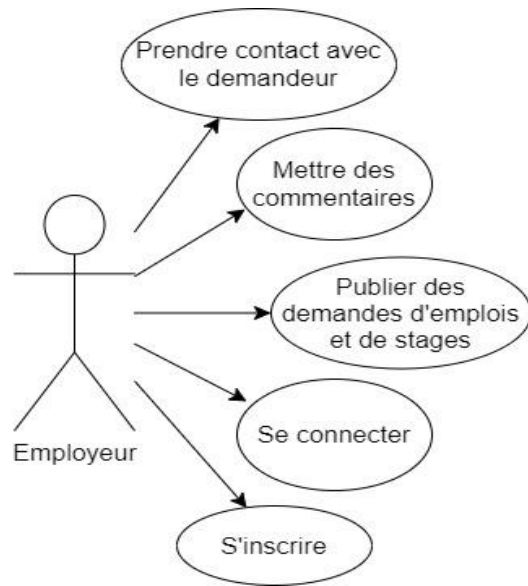 Prendre contact avec
le demandeur
Mettre des
commentaires
Publier des
demandes d'emplois
et de stages
Se connecter
Employeur
S'inscrire